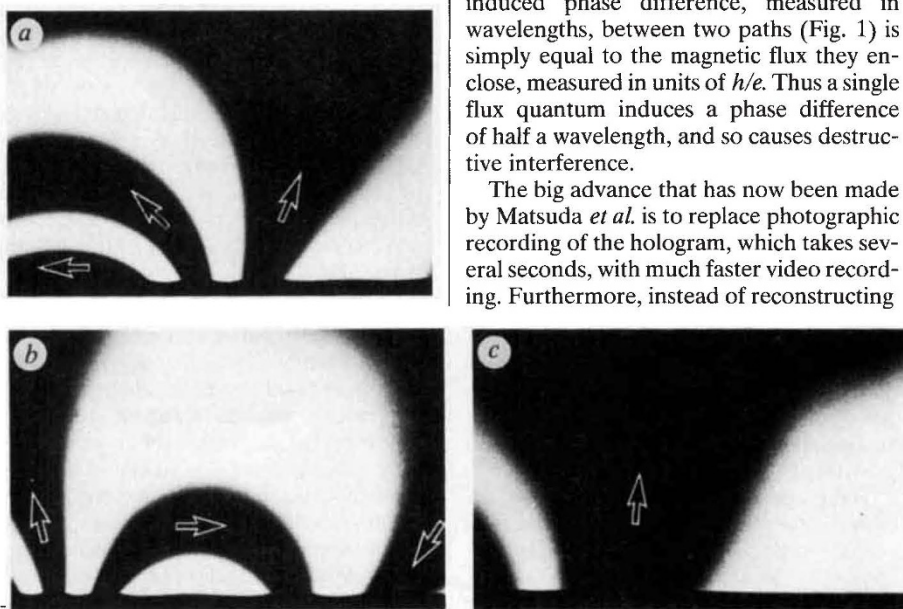 a
induced phase difference, measured in
wavelengths, between two paths (Fig. 1) is
simply equal to the magnetic flux they en-
close, measured in units of h/e. Thus a single
flux quantum induces a phase difference
of half a wavelength, and so causes destruc-
tive interference.
The big advance that has now been made
by Matsuda et al. is to replace photographic
recording of the hologram, which takes sev-
eral seconds, with much faster video record-
ing. Furthermore, instead of reconstructing
b
c